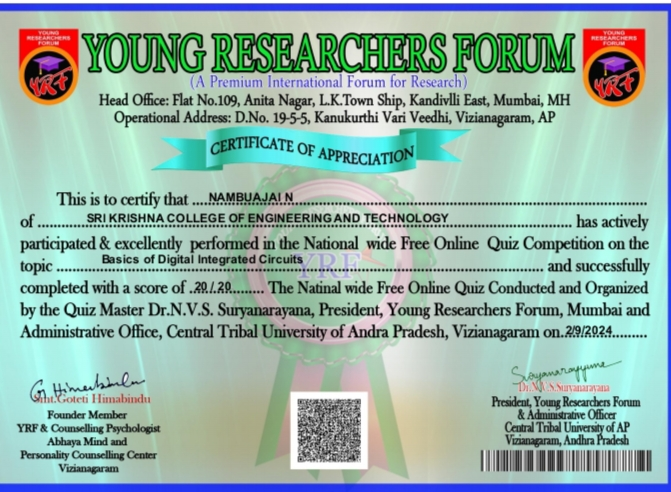 YOUNG
RESEARCHERS
FORUM
YRF
YOUNG RESEARCHERS FORUM
YOUNG
RESEARCHERS
FORUM
YRF
(A Premium International Forum for Research)
Head Office: Flat No.109, Anita Nagar, L.K.Town Ship, Kandivlli East, Mumbai, MH
Operational Address: D.No. 19-5-5, Kanukurthi Vari Veedhi, Vizianagaram, AP
CERTIFICATE OF APPRECIATION
This is to certify that ....NAMBUAJAI N....
of ....SRI KRISHNA COLLEGE OF ENGINEERING AND TECHNOLOGY.... has actively
participated & excellently performed in the National wide Free Online Quiz Competition on the
topic ....Basics of Digital Integrated Circuits.... and successfully
completed with a score of .20./.20......... The Natinal wide Free Online Quiz Conducted and Organized
by the Quiz Master Dr.N.V.S. Suryanarayana, President, Young Researchers Forum, Mumbai and
Administrative Office, Central Tribual University of Andra Pradesh, Vizianagaram on.2/9/2024..........
YRF
G Himabindu
Smt.Goteti Himabindu
Founder Member
YRF & Counselling Psychologist
Abhaya Mind and
Personality Counselling Center
Vizianagaram
Suryanarayana
Dr.N.V.S.Suryanarayana
President, Young Researchers Forum
& Administrative Officer
Central Tribual University of AP
Vizianagaram, Andhra Pradesh